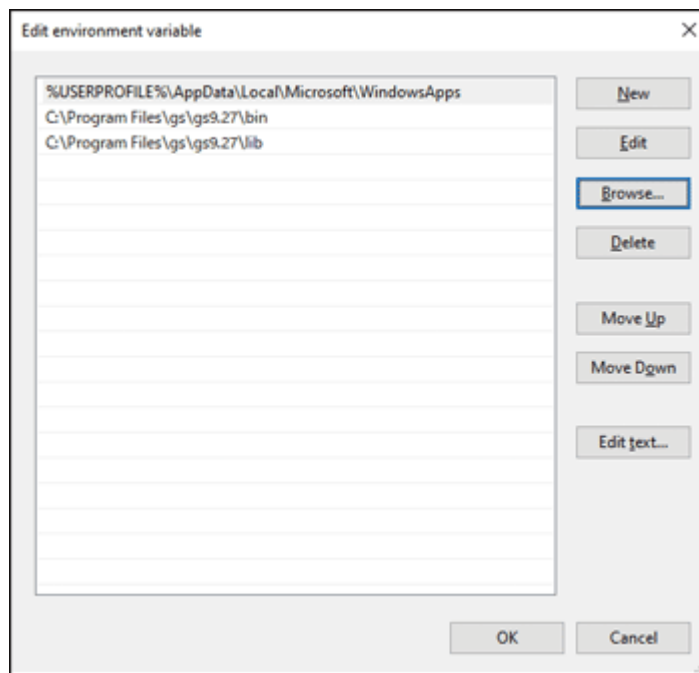 Edit environment variable
%USERPROFILE%\AppData\Local\Microsoft\WindowsApps
C:\Program Files\gs\gs9.27\bin
C:\Program Files\gs\gs9.27\lib
New
Edit
Browse...
Delete
Move Up
Move Down
Edit text...
OK
Cancel